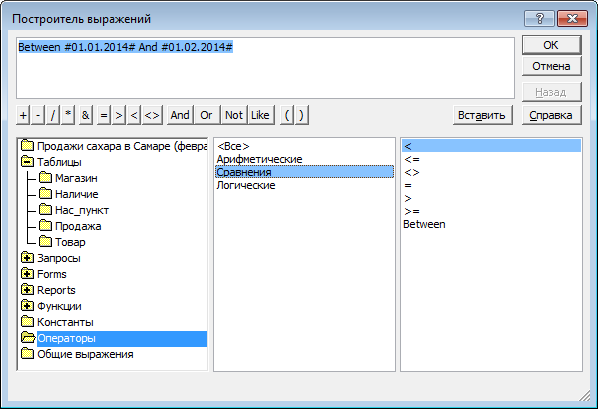 Построитель выражений
Between #01.01.2014# And #01.02.2014#
OK
Отмена
Назад
+ - / * & = > < <> And Or Not Like ( )
Вставить
Справка
Продажи сахара в Самаре (февра
Таблицы
Магазин
Наличие
Нас_пункт
Продажа
Товар
Запросы
Forms
Reports
Функции
Константы
Операторы
Общие выражения
<Все>
Арифметические
Сравнения
Логические
<
<=
<>
=
>
>=
Between